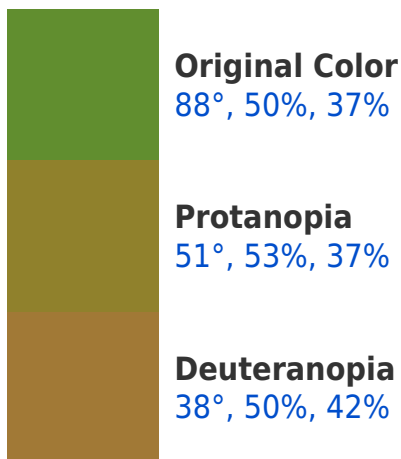 Original Color
88°, 50%, 37%
Protanopia
51°, 53%, 37%
Deuteranopia
38°, 50%, 42%